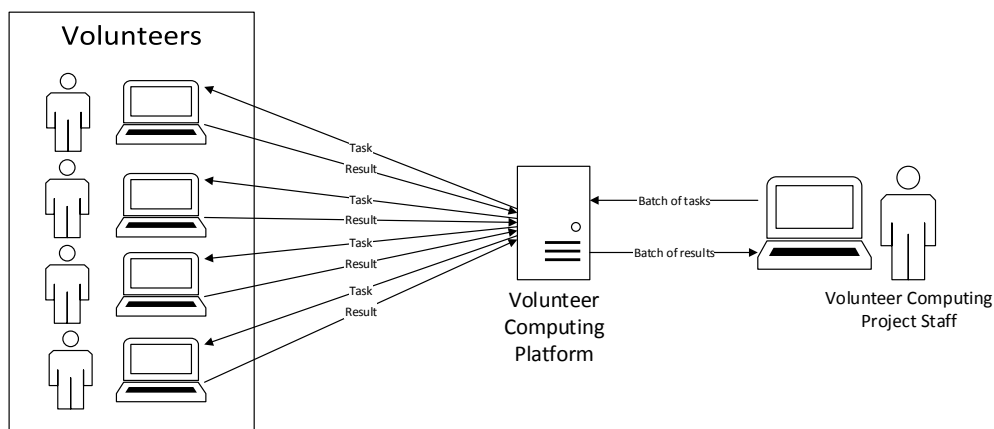 Volunteers
Task
Result
Task
Result
Task
Result
Task
Result
Batch of tasks
Batch of results
Volunteer
Computing
Platform
Volunteer Computing
Project Staff